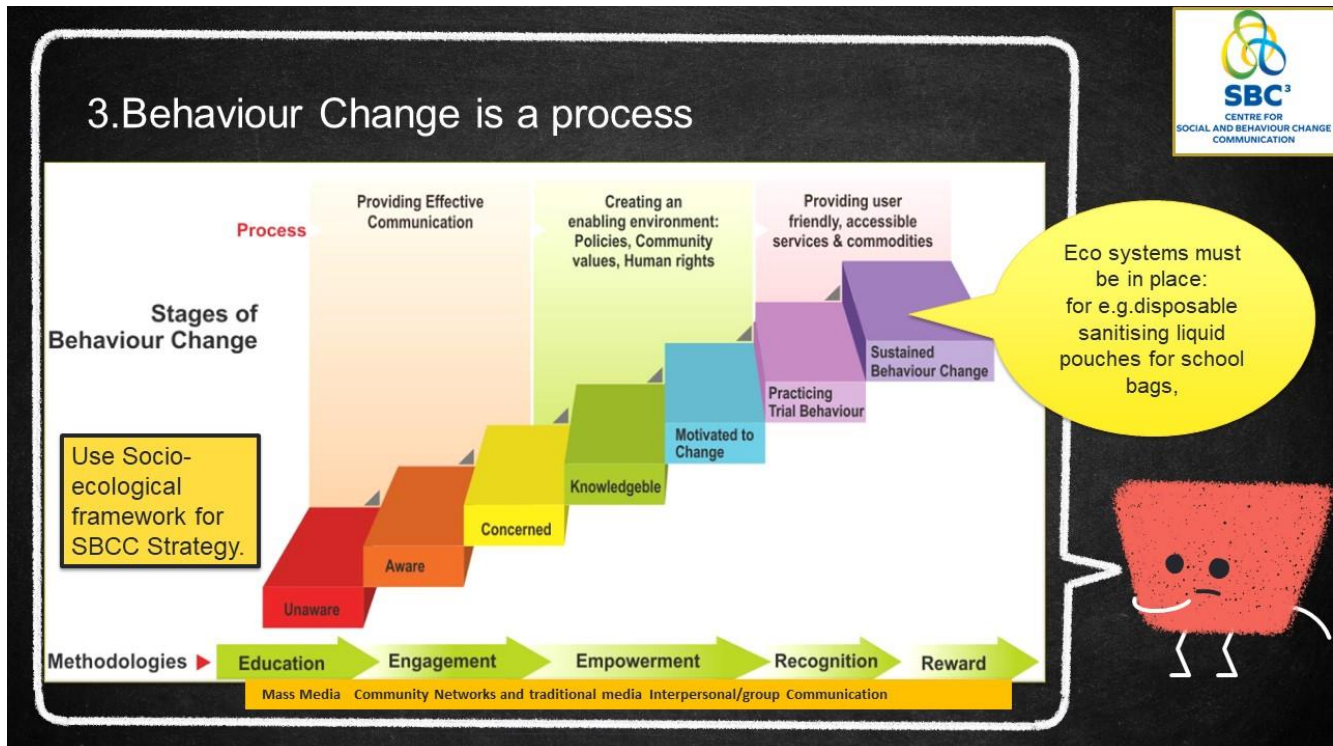 3.Behaviour Change is a process
SBC³
CENTRE FOR
SOCIAL AND BEHAVIOUR CHANGE
COMMUNICATION
Process
Providing Effective
Communication
Creating an
enabling environment:
Policies, Community
values, Human rights
Providing user
friendly, accessible
services & commodities
Stages of
Behaviour Change
Unaware
Aware
Concerned
Knowledgeble
Motivated to
Change
Practicing
Trial Behaviour
Sustained
Behaviour Change
Eco systems must
be in place:
for e.g.disposable
sanitising liquid
pouches for school
bags,
Use Socio-
ecological
framework for
SBCC Strategy.
Methodologies
Education
Engagement
Empowerment
Recognition
Reward
Mass Media Community Networks and traditional media Interpersonal/group Communication